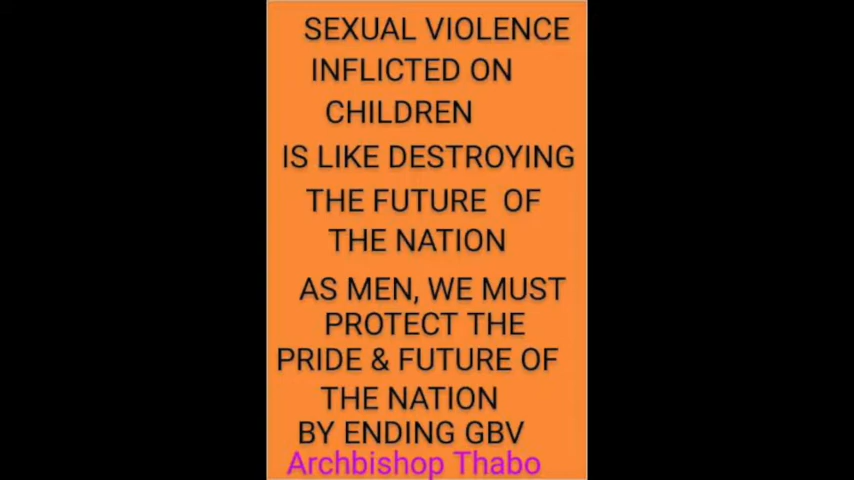 SEXUAL VIOLENCE
INFLICTED ON
CHILDREN
IS LIKE DESTROYING
THE FUTURE OF
THE NATION
AS MEN, WE MUST
PROTECT THE
PRIDE & FUTURE OF
THE NATION
BY ENDING GBV
Archbishop Thabo